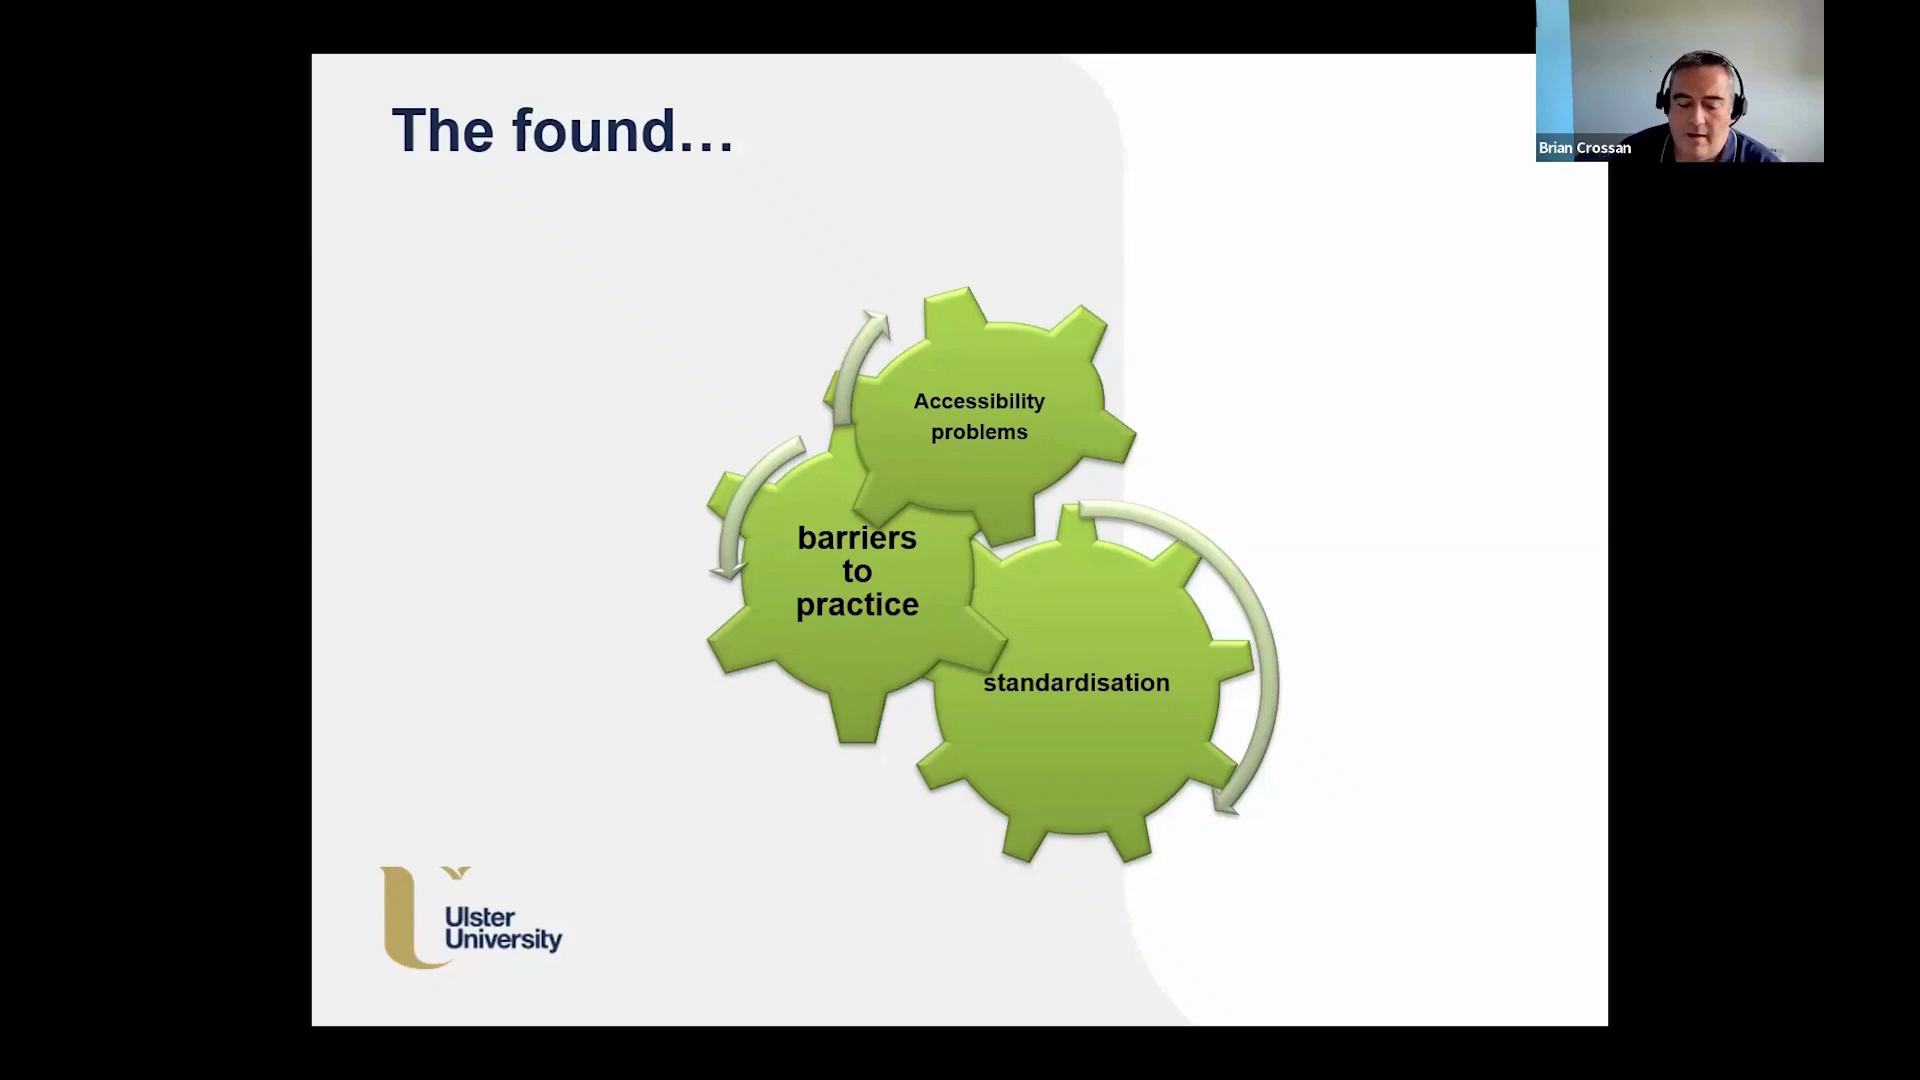 The found...
Brian Crossan
Accessibility
problems
barriers
to
practice
standardisation
Ulster
University